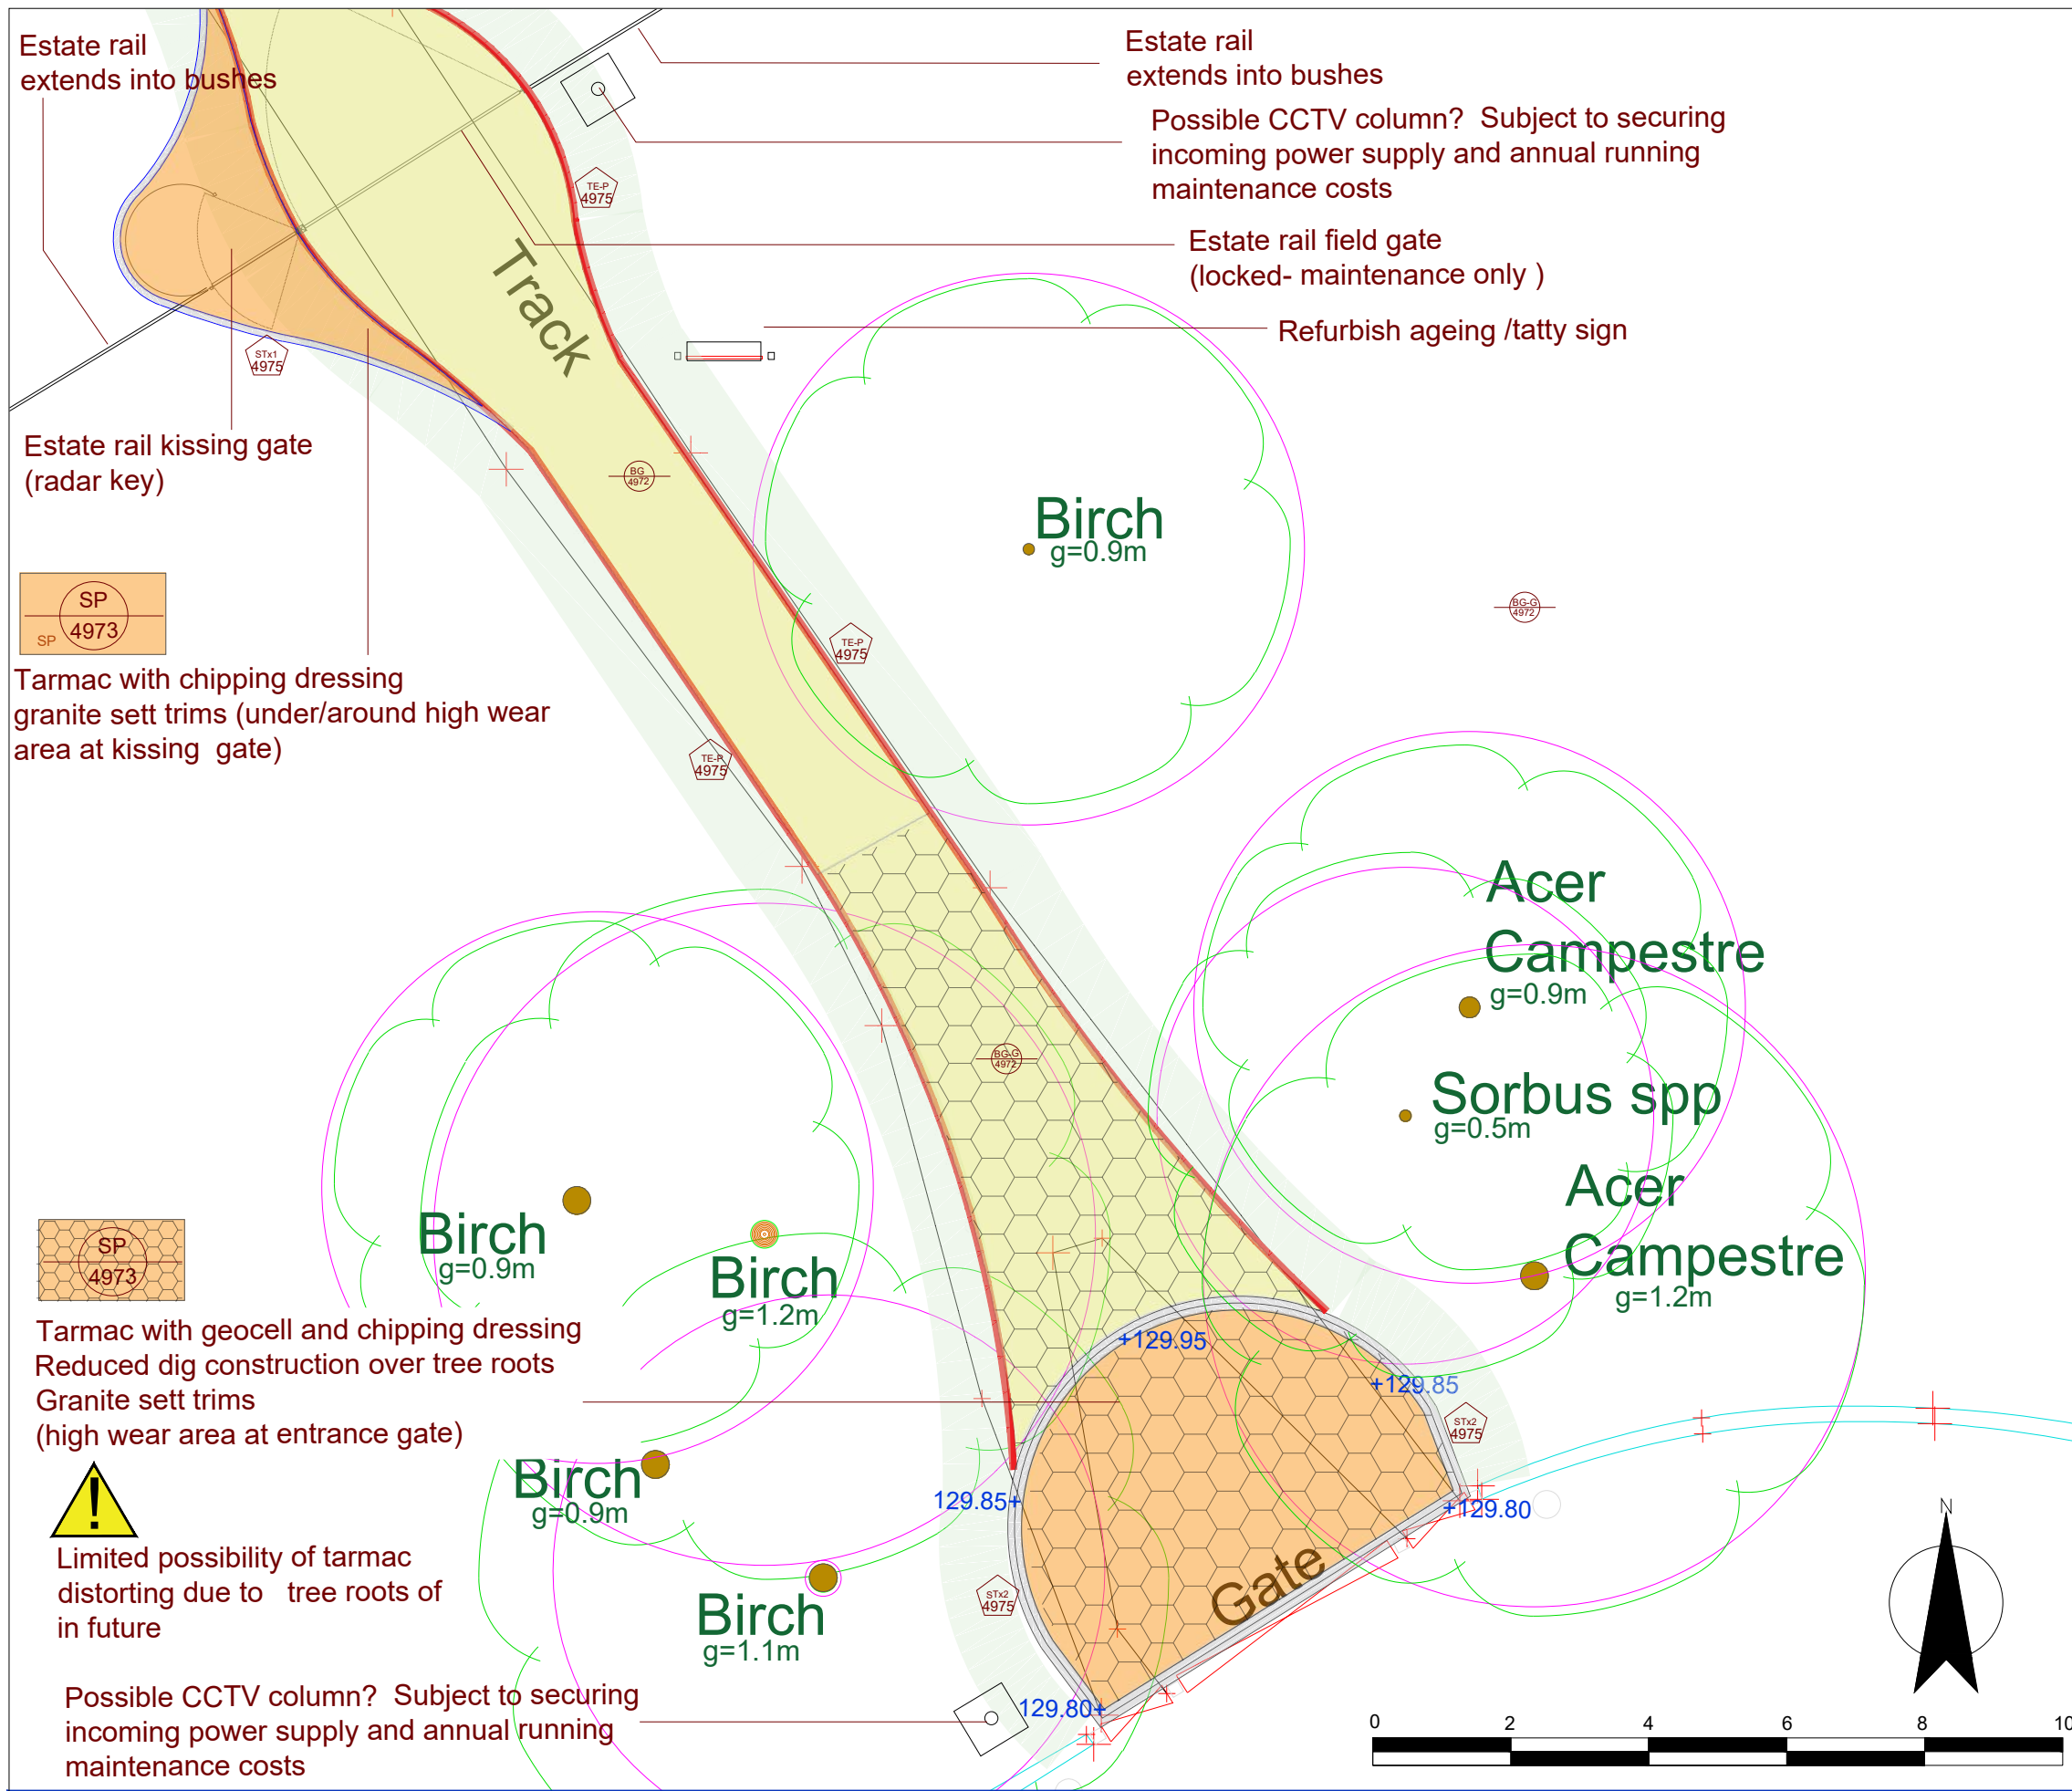 Estate rail
extends into bushes
Estate rail
extends into bushes
Possible CCTV column?  Subject to securing
incoming power supply and annual running
maintenance costs
TE-P
4975
Estate rail field gate
(locked- maintenance only )
Track
Refurbish ageing /tatty sign
STx1
4975
Estate rail kissing gate
(radar key)
BG
4972
Birch
g=0.9m
SP
4973
SP
BG-G
4972
TE-P
4975
Tarmac with chipping dressing
granite sett trims (under/around high wear
area at kissing  gate)
TE-P
4975
Acer
Campestre
g=0.9m
BG-G
4972
Sorbus spp
g=0.5m
Acer
Campestre
g=1.2m
Birch
g=0.9m
Birch
g=1.2m
SP
4973
Tarmac with geocell and chipping dressing
Reduced dig construction over tree roots
Granite sett trims
(high wear area at entrance gate)
+129.95
+129.85
STx2
4975
Birch
g=0.9m
129.85+
+129.80
!
Limited possibility of tarmac
distorting due to   tree roots of
in future
Gate
STx2
4975
Birch
g=1.1m
N
Possible CCTV column?  Subject to securing
incoming power supply and annual running
maintenance costs
129.80+
0 2 4 6 8 10